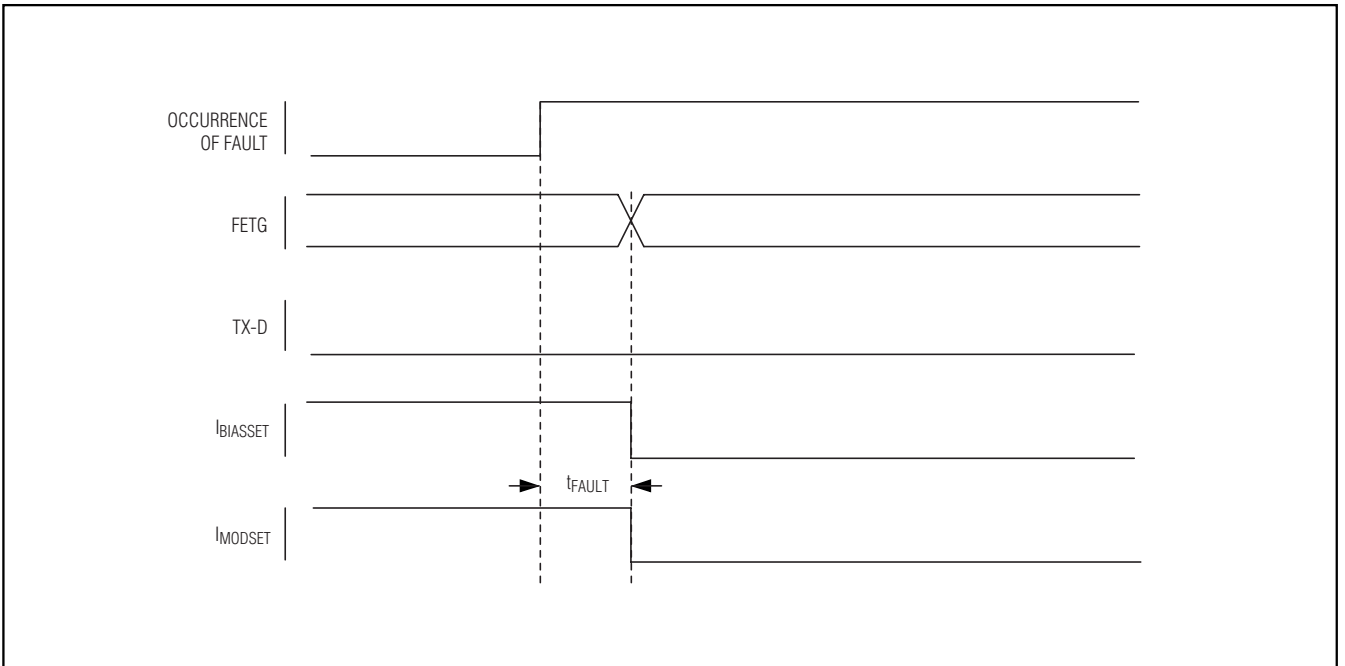 OCCURRENCE
OF FAULT
FETG
TX-D
IBIASSET
tFAULT
IMODSET